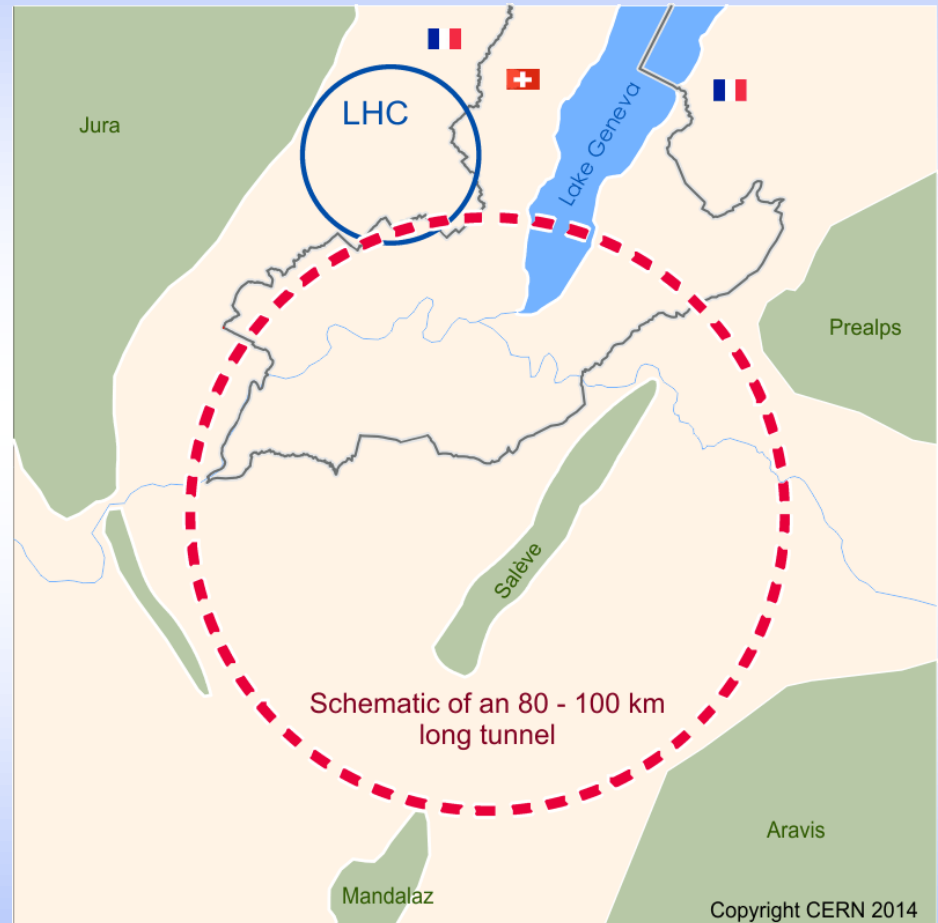 LHC
Jura
Lake Geneva
Prealps
Salève
Schematic of an 80 - 100 km
long tunnel
Aravis
Mandalaz
Copyright CERN 2014